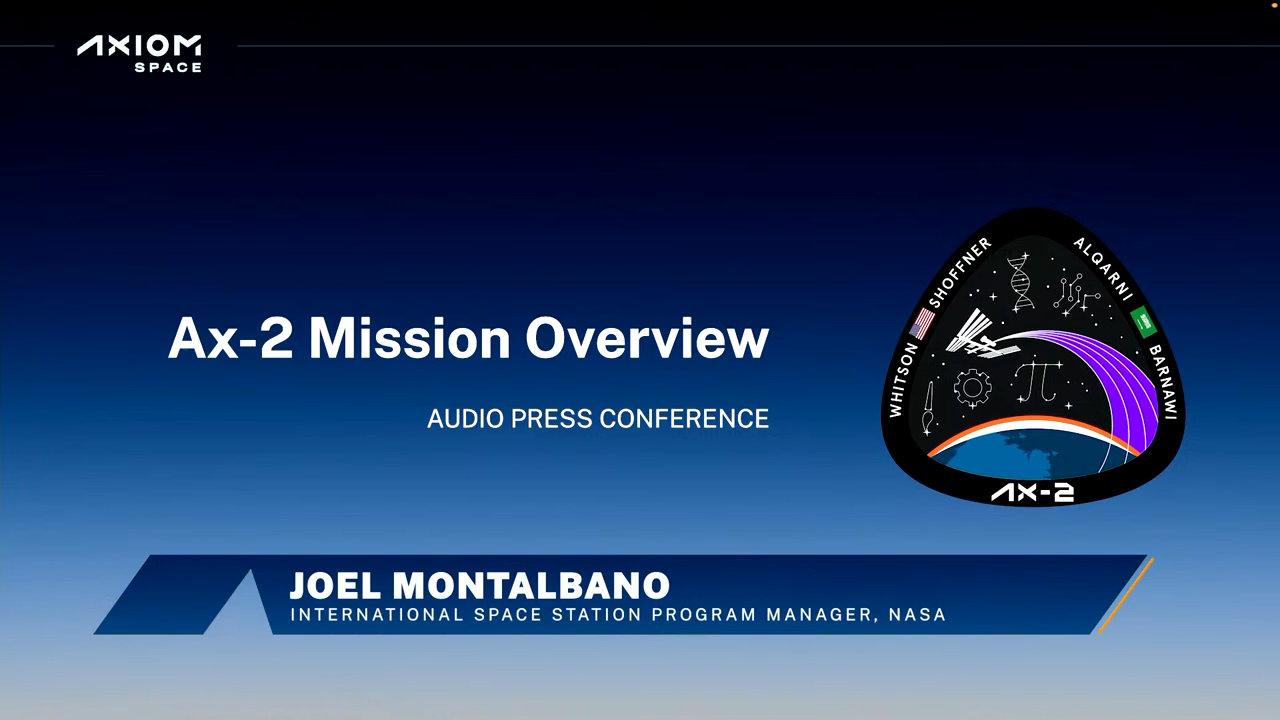 AXIOM
SPACE
Ax-2 Mission Overview
AUDIO PRESS CONFERENCE
WHITSON
SHOFFNER
ALQARNI
BARNAWI
π
AX-2
JOEL MONTALBANO
INTERNATIONAL SPACE STATION PROGRAM MANAGER, NASA